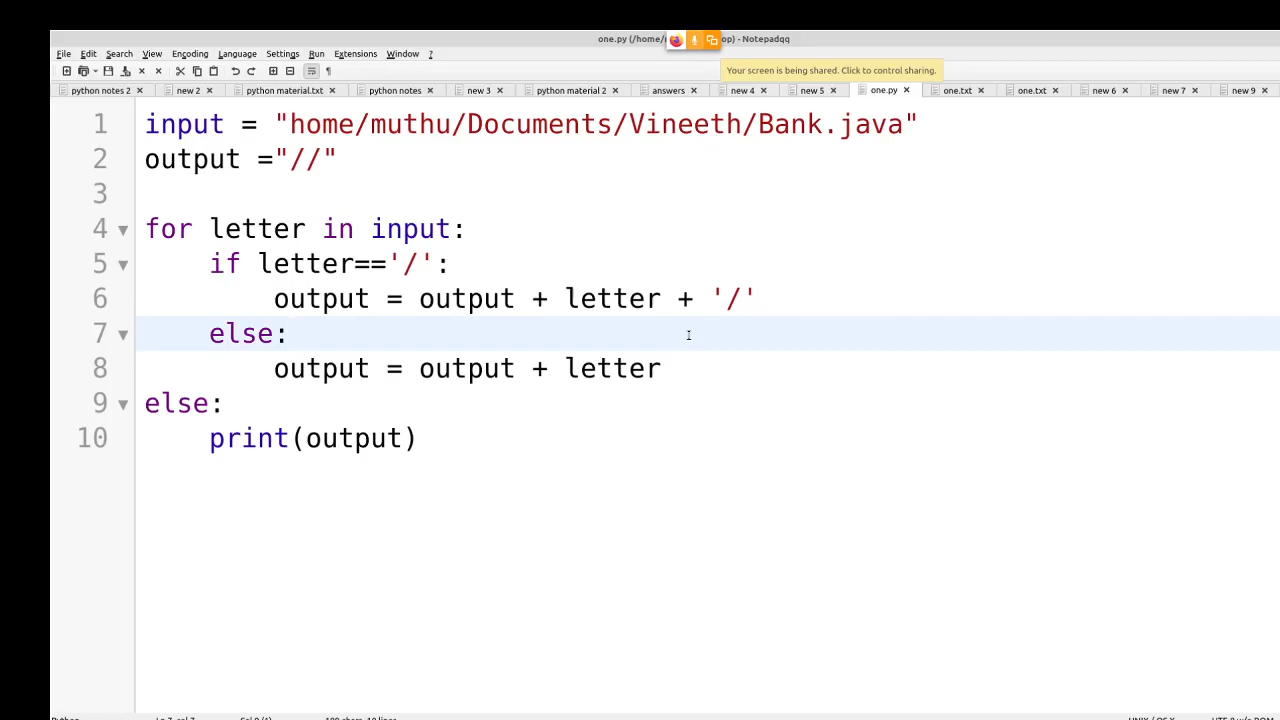 one.py (/home/ op) - Notepadqq
Your screen is being shared. Click to control sharing.
File Edit Search View Encoding Language Settings Run Extensions Window ?
python notes 2 new 2 python material.txt python notes new 3 python material 2 answers new 4 new 5 one.py one.txt one.txt new 6 new 7 new 9
1 input = "home/muthu/Documents/Vineeth/Bank.java"
2 output ="//"
3
4 for letter in input:
5 if letter=='/':
6 output = output + letter + '/'
7 else:
8 output = output + letter
9 else:
10 print(output)